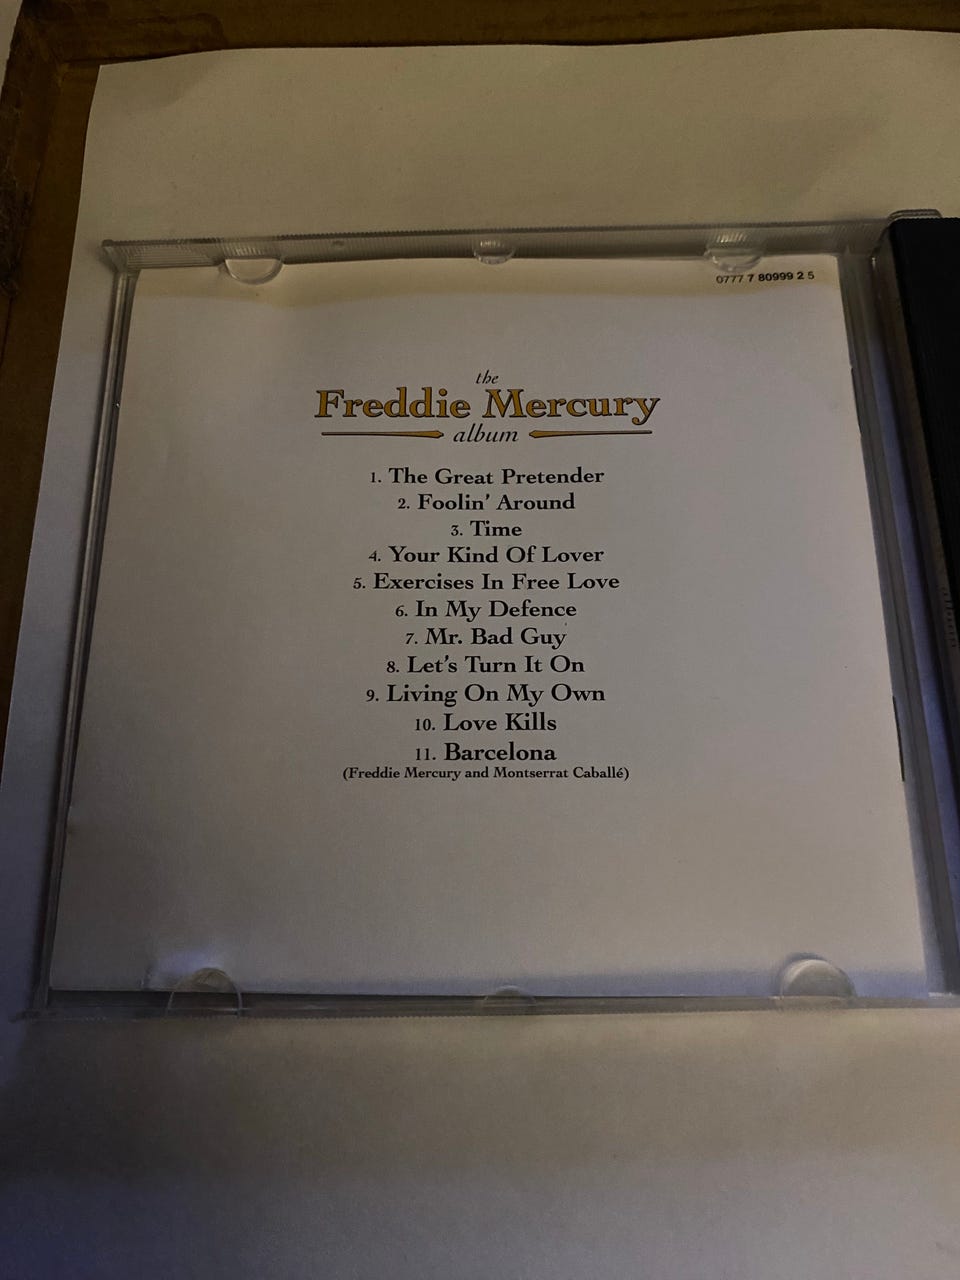 0777 7 80999 2 5
the
Freddie Mercury
album
1. The Great Pretender
2. Foolin' Around
3. Time
4. Your Kind Of Lover
5. Exercises In Free Love
6. In My Defence
7. Mr. Bad Guy
8. Let's Turn It On
9. Living On My Own
10. Love Kills
11. Barcelona
(Freddie Mercury and Montserrat Caballé)